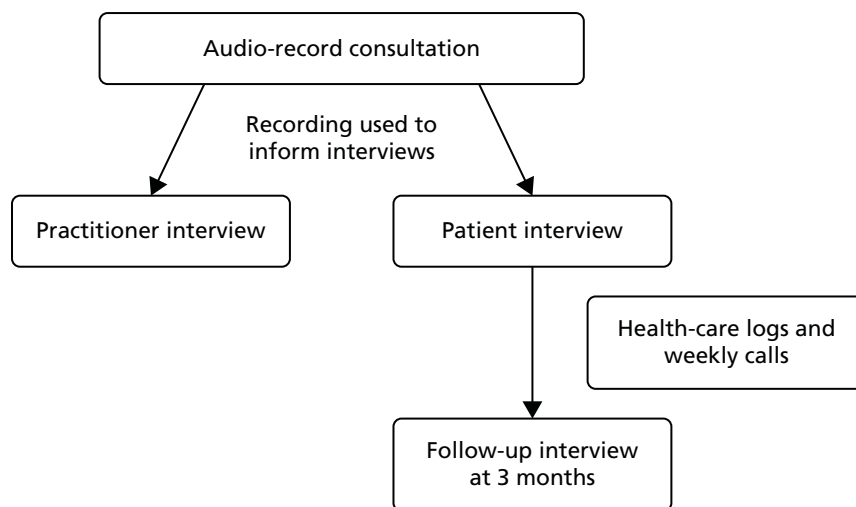 Audio-record consultation
Recording used to
inform interviews
Practitioner interview
Patient interview
Health-care logs and
weekly calls
Follow-up interview
at 3 months